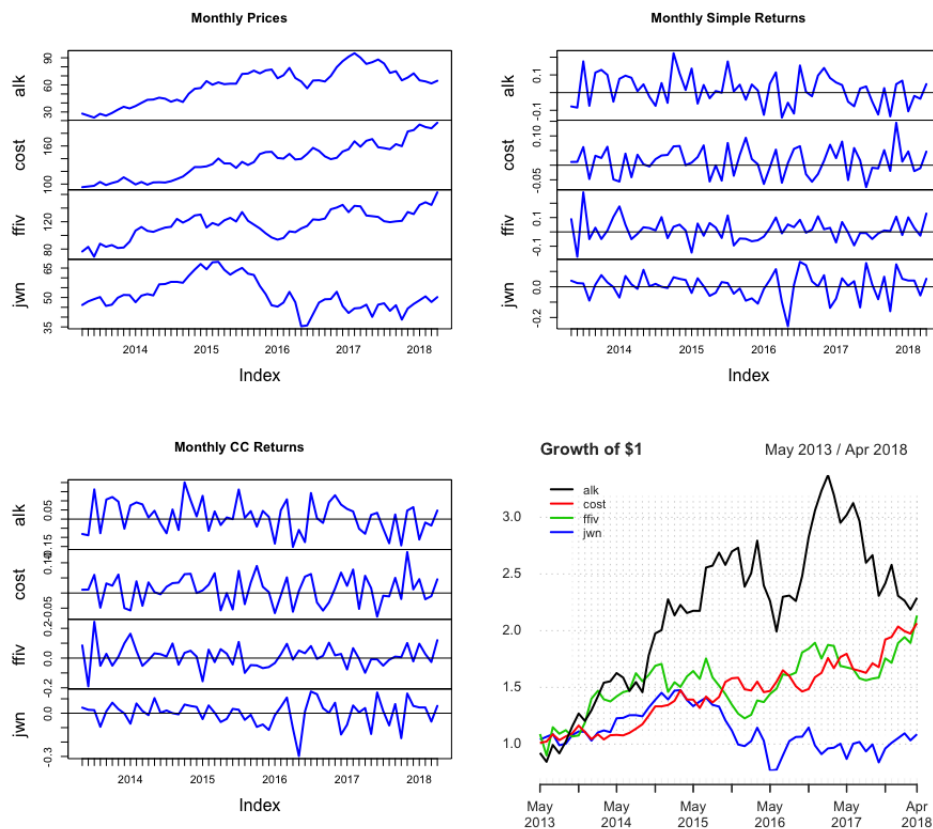 Monthly Prices
alk
30 60 90
cost
100 160
ffiv
80 120
jwn
35 50 65
2014 2015 2016 2017 2018
Index
Monthly Simple Returns
alk
-0.1 0.1
cost
-0.05 0.10
ffiv
-0.1 0.1
jwn
-0.2 0.0
2014 2015 2016 2017 2018
Index
Monthly CC Returns
alk
0.05
cost
-0.05
ffiv
-0.2 0.0 0.2
jwn
-0.3 0.0
2014 2015 2016 2017 2018
Index
Growth of $1 May 2013 / Apr 2018
alk
cost
ffiv
jwn
3.0
2.5
2.0
1.5
1.0
May May May May May Apr
2013 2014 2015 2016 2017 2018